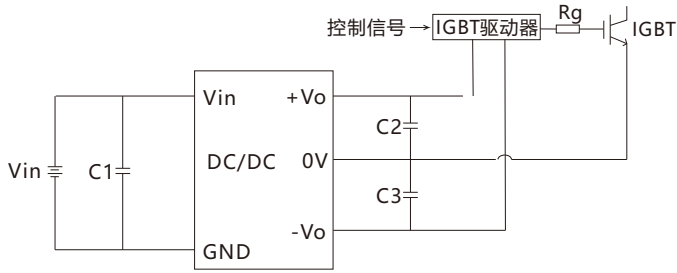 控制信号
IGBT驱动器
Rg
IGBT
Vin
+Vo
C2
Vin
C1
DC/DC
0V
C3
-Vo
GND